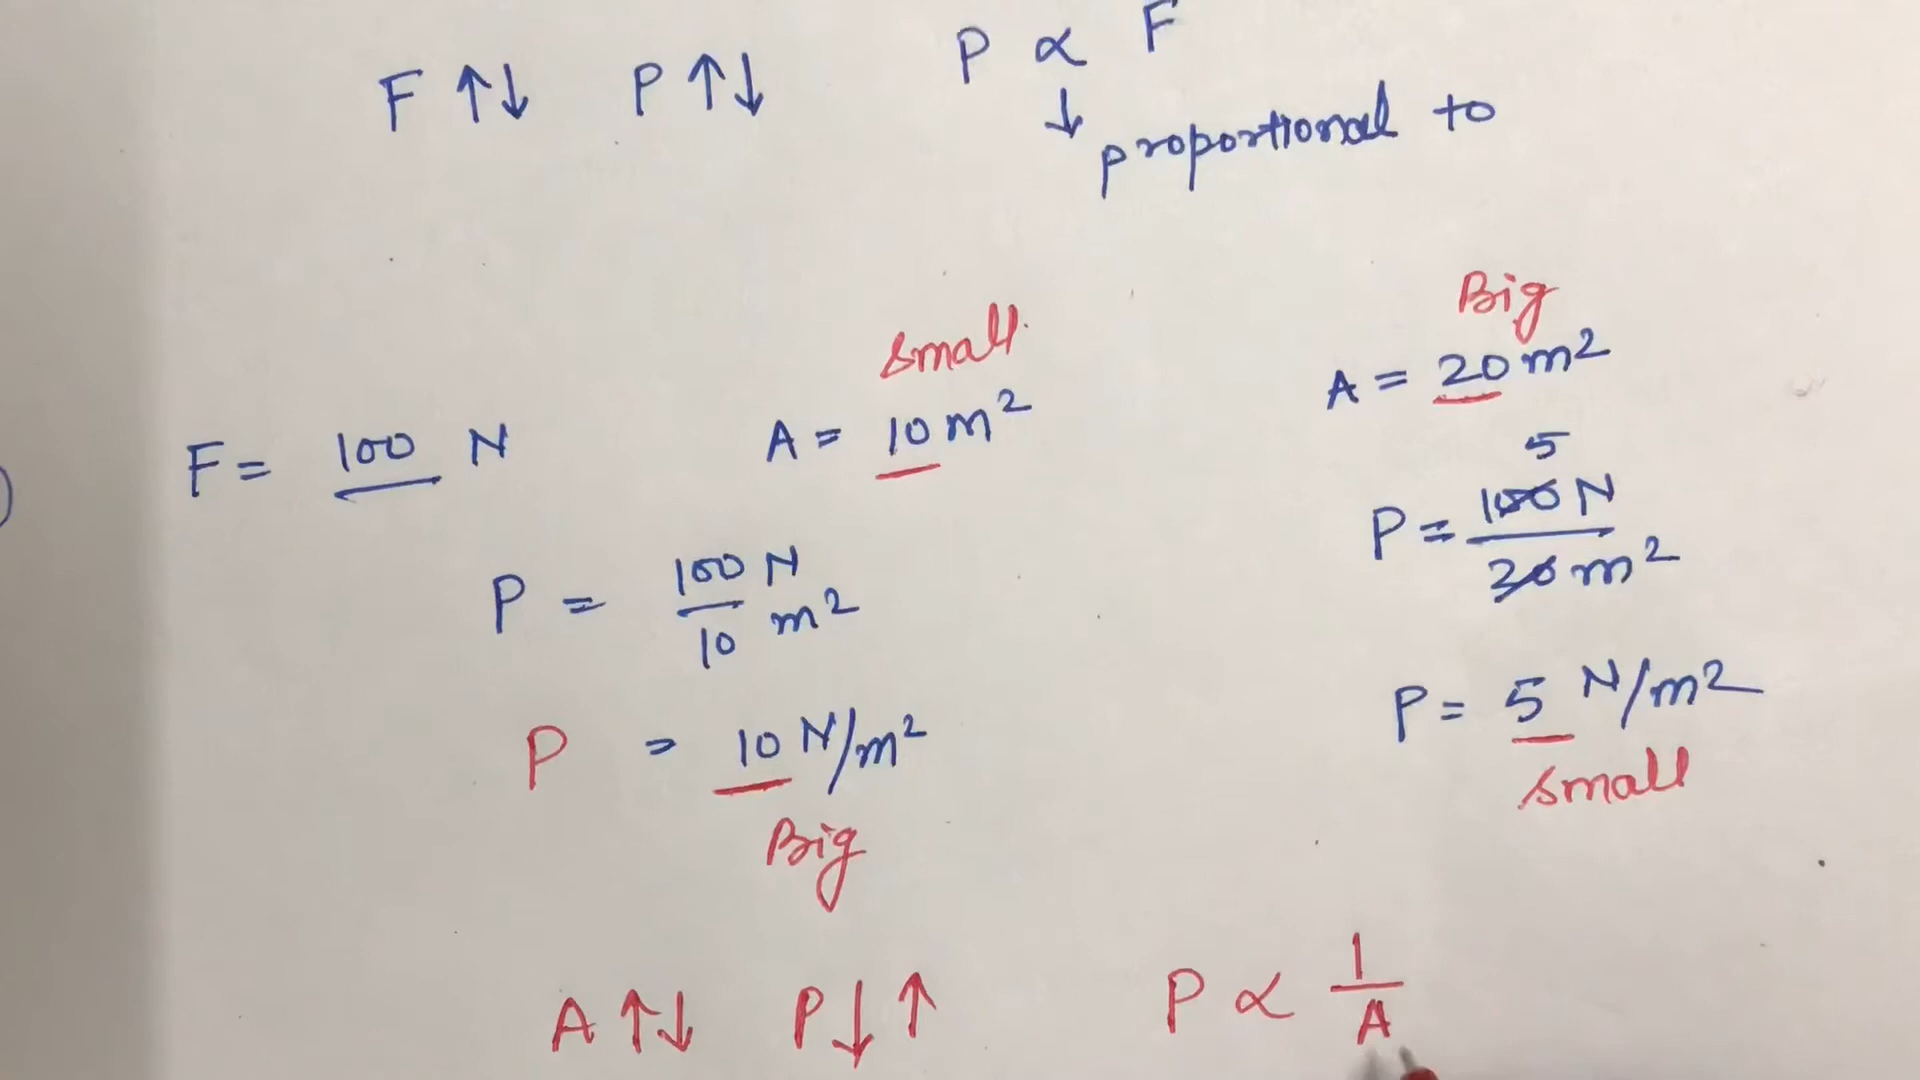 F ↑↓ P ↑↓ P ∝ F
↓
proportional to
Small Big
F = 100 N A = 10 m² A = 20 m²
5
P = 100 N / 10 m² P = 100 N / 20 m²
P = 10 N/m² P = 5 N/m²
Big small
A ↑↓ P ↓↑ P ∝ 1/A